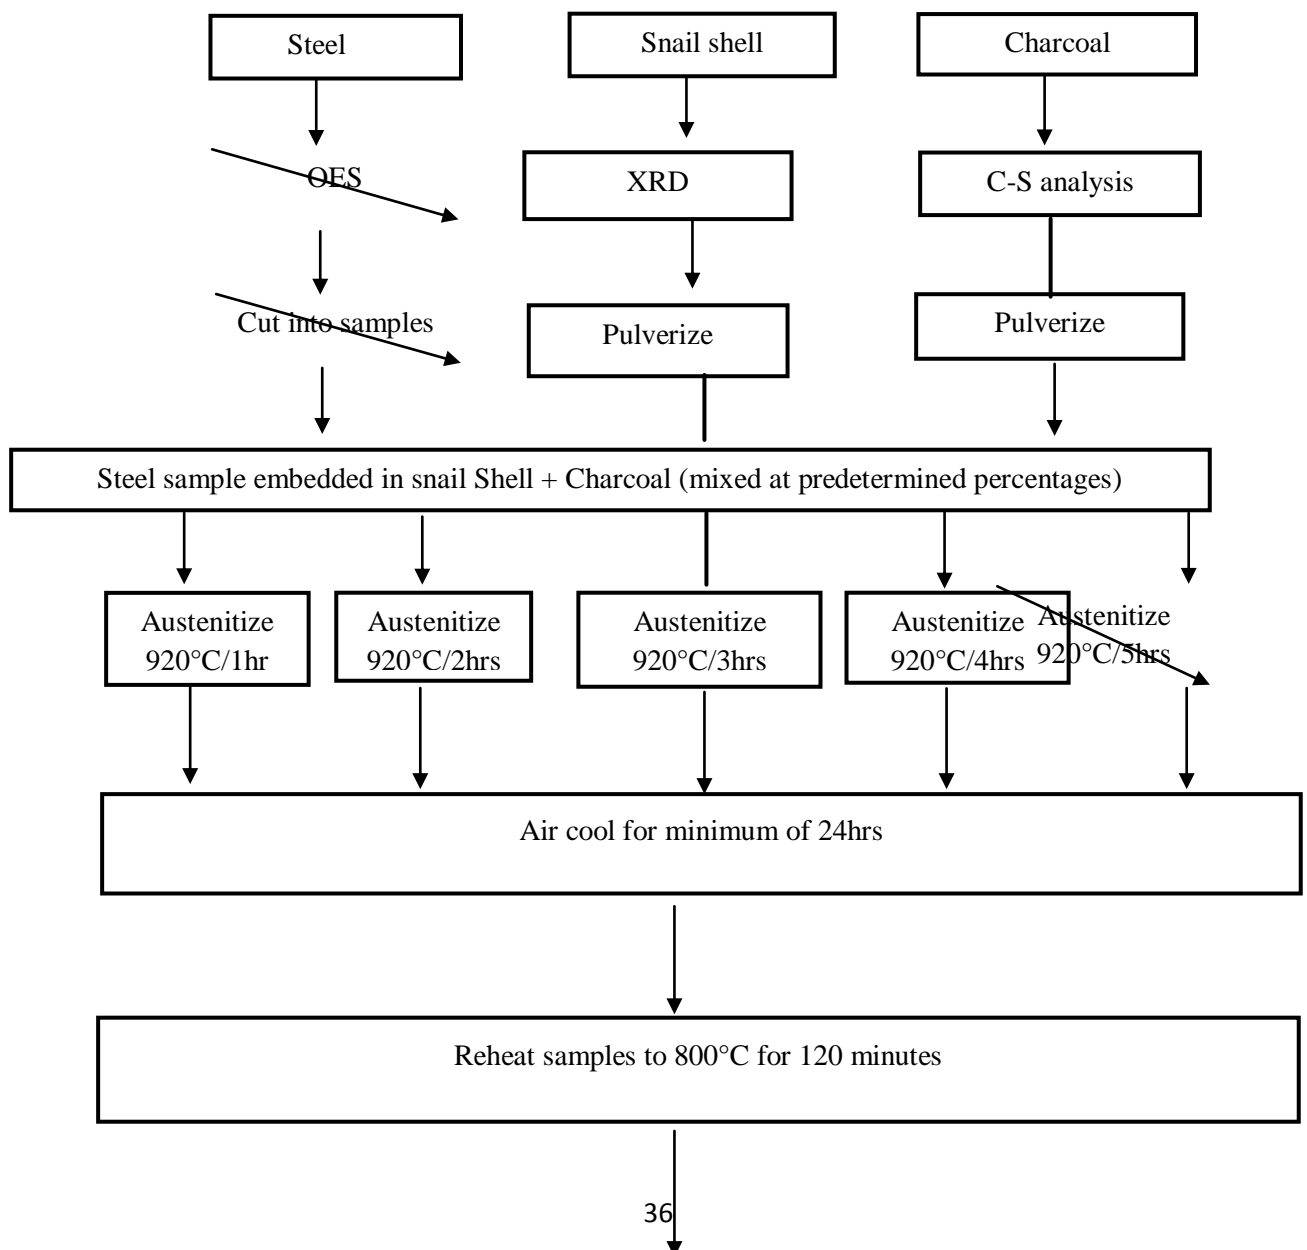 Steel
Snail shell
Charcoal
OES
XRD
C-S analysis
Cut into samples
Pulverize
Pulverize
Steel sample embedded in snail Shell + Charcoal (mixed at predetermined percentages)
Austenitize
920°C/1hr
Austenitize
920°C/2hrs
Austenitize
920°C/3hrs
Austenitize
920°C/4hrs
Austenitize
920°C/5hrs
Air cool for minimum of 24hrs
Reheat samples to 800°C for 120 minutes
36